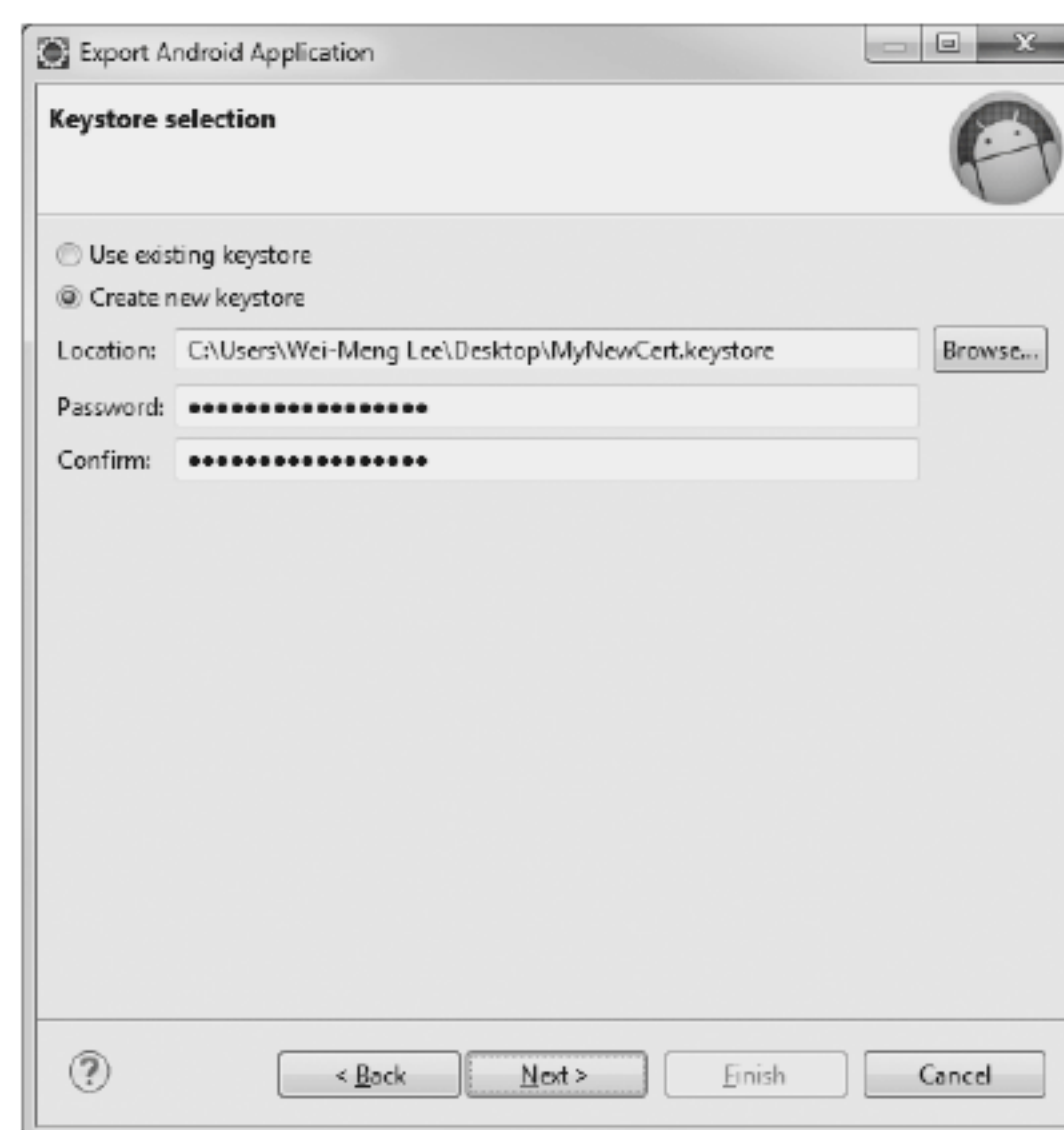 Export Android Application
Keystore selection
Use existing keystore
Create new keystore
Location: C:\Users\Wei-Meng Lee\Desktop\MyNewCert.keystore Browse...
Password: •••••••••••••••••
Confirm: •••••••••••••••••
< Back Next > Finish Cancel